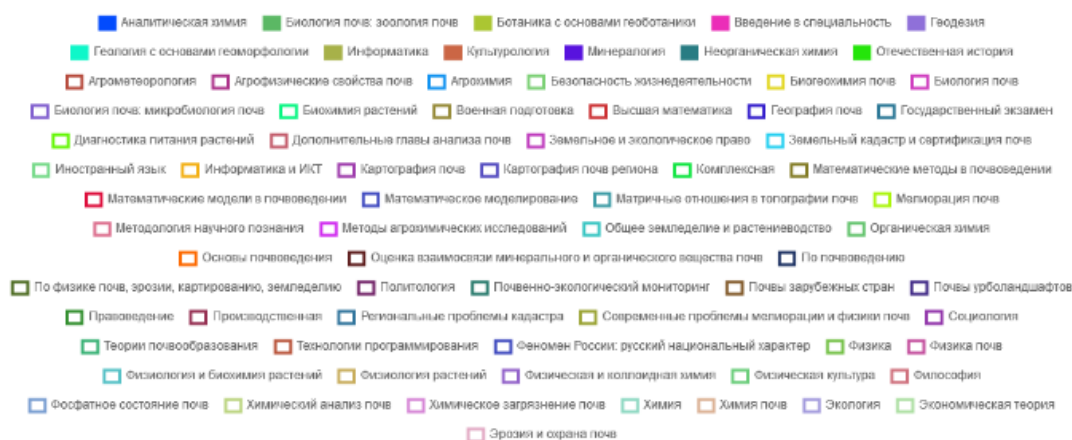 Аналитическая химия Биология почв: зоология почв Ботаника с основами геоботаники Введение в специальность Геодезия
Геология с основами геоморфологии Информатика Культурология Минералогия Неорганическая химия Отечественная история
Агрометеорология Агрофизические свойства почв Агрохимия Безопасность жизнедеятельности Биогеохимия почв Биология почв
Биология почв: микробиология почв Биохимия растений Военная подготовка Высшая математика География почв Государственный экзамен
Диагностика питания растений Дополнительные главы анализа почв Земельное и экологическое право Земельный кадастр и сертификация почв
Иностранный язык Информатика и ИКТ Картография почв Картография почв региона Комплексная Математические методы в почвоведении
Математические модели в почвоведении Математическое моделирование Матричные отношения в топографии почв Мелиорация почв
Методология научного познания Методы агрохимических исследований Общее земледелие и растениеводство Органическая химия
Основы почвоведения Оценка взаимосвязи минерального и органического вещества почв По почвоведению
По физике почв, эрозии, картированию, земледелию Политология Почвенно-экологический мониторинг Почвы зарубежных стран Почвы урболандшафтов
Правоведение Производственная Региональные проблемы кадастра Современные проблемы мелиорации и физики почв Социология
Теории почвообразования Технологии программирования Феномен России: русский национальный характер Физика Физика почв
Физиология и биохимия растений Физиология растений Физическая и коллоидная химия Физическая культура Философия
Фосфатное состояние почв Химический анализ почв Химическое загрязнение почв Химия Химия почв Экология Экономическая теория
Эрозия и охрана почв